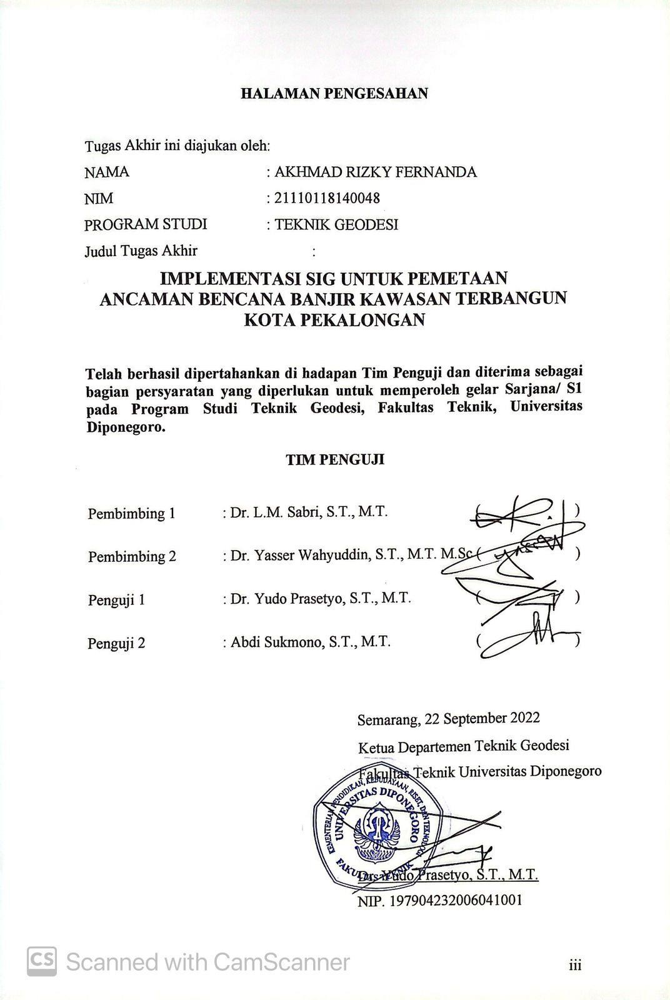 HALAMAN PENGESAHAN
Tugas Akhir ini diajukan oleh:
NAMA : AKHMAD RIZKY FERNANDA
NIM : 21110118140048
PROGRAM STUDI : TEKNIK GEODESI
Judul Tugas Akhir :
IMPLEMENTASI SIG UNTUK PEMETAAN
ANCAMAN BENCANA BANJIR KAWASAN TERBANGUN
KOTA PEKALONGAN
Telah berhasil dipertahankan di hadapan Tim Penguji dan diterima sebagai
bagian persyaratan yang diperlukan untuk memperoleh gelar Sarjana/ S1
pada Program Studi Teknik Geodesi, Fakultas Teknik, Universitas
Diponegoro.
TIM PENGUJI
Pembimbing 1 : Dr. L.M. Sabri, S.T., M.T. ( )
Pembimbing 2 : Dr. Yasser Wahyuddin, S.T., M.T. M.Sc ( )
Penguji 1 : Dr. Yudo Prasetyo, S.T., M.T. ( )
Penguji 2 : Abdi Sukmono, S.T., M.T. ( )
Semarang, 22 September 2022
Ketua Departemen Teknik Geodesi
Fakultas Teknik Universitas Diponegoro
KEMENTERIAN PENDIDIKAN, KEBUDAYAAN, RISET, DAN TEKNOLOGI
UNIVERSITAS DIPONEGORO
FAKULTAS TEKNIK
Dr. Yudo Prasetyo, S.T., M.T.
NIP. 197904232006041001
CS Scanned with CamScanner
iii